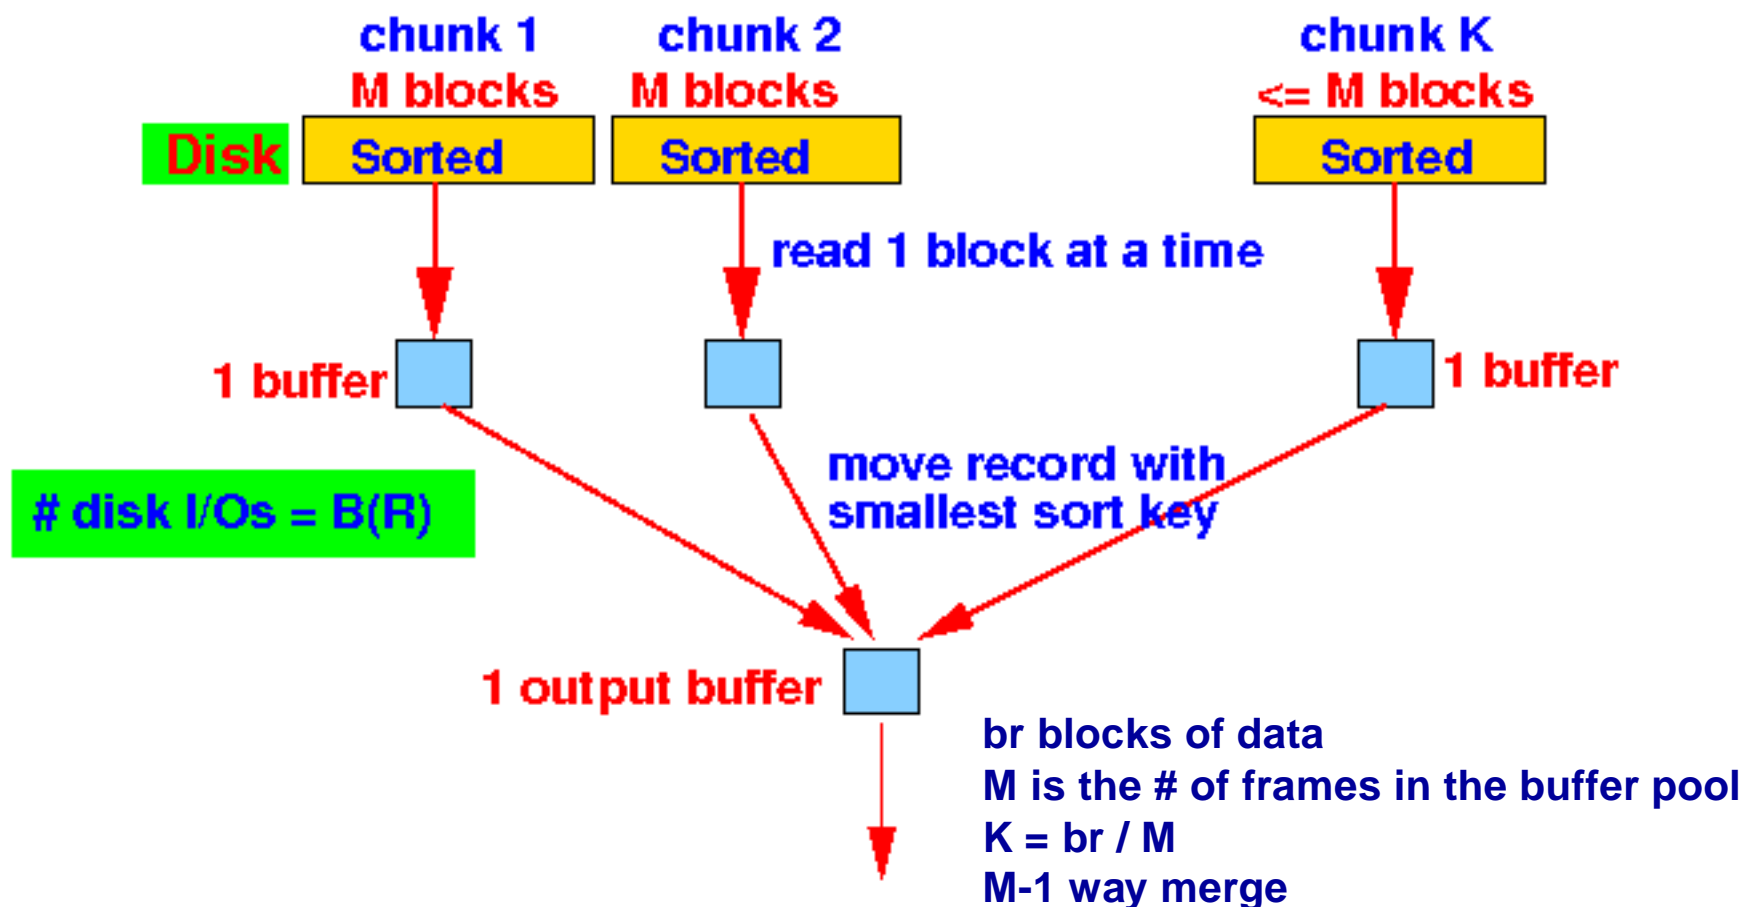 chunk 1
chunk 2
chunk K
M blocks
M blocks
<= M blocks
Disk
Sorted
Sorted
Sorted
read 1 block at a time
1 buffer
1 buffer
move record with
smallest sort key
# disk I/Os = B(R)
1 output buffer
br blocks of data
M is the # of frames in the buffer pool
K = br / M
M-1 way merge